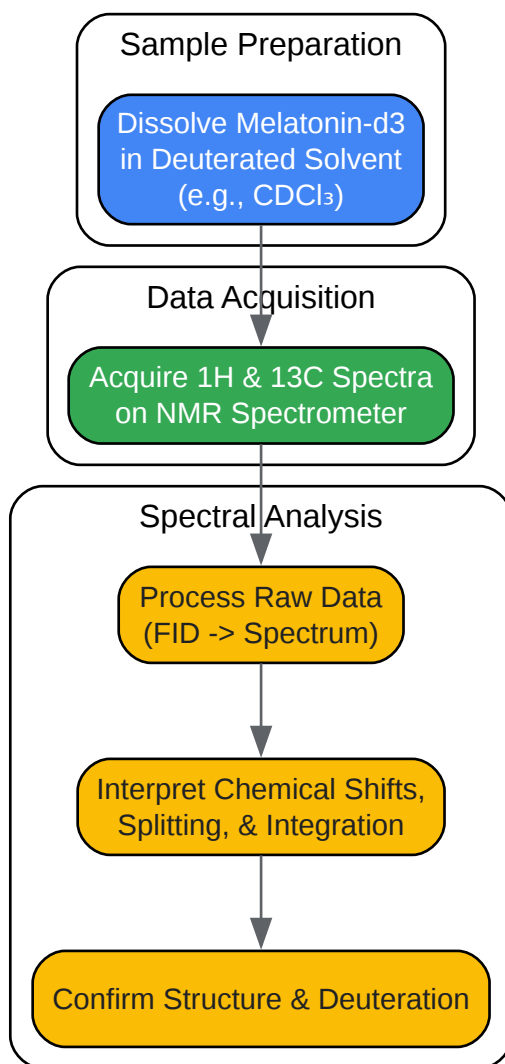 Sample Preparation
Dissolve Melatonin-d3
in Deuterated Solvent
(e.g., CDCl₃)
Data Acquisition
Acquire 1H & 13C Spectra
on NMR Spectrometer
Spectral Analysis
Process Raw Data
(FID -> Spectrum)
Interpret Chemical Shifts,
Splitting, & Integration
Confirm Structure & Deuteration